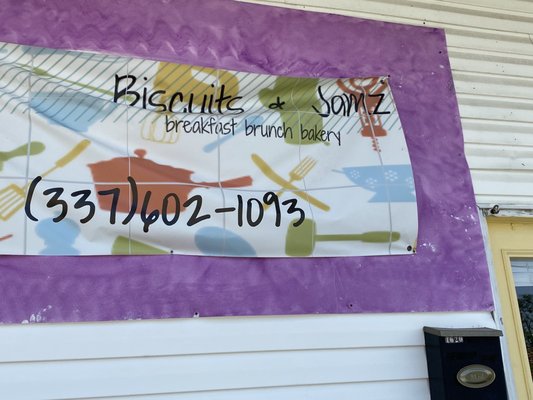 Biscuits & Jamz
breakfast brunch bakery
(337)602-1093